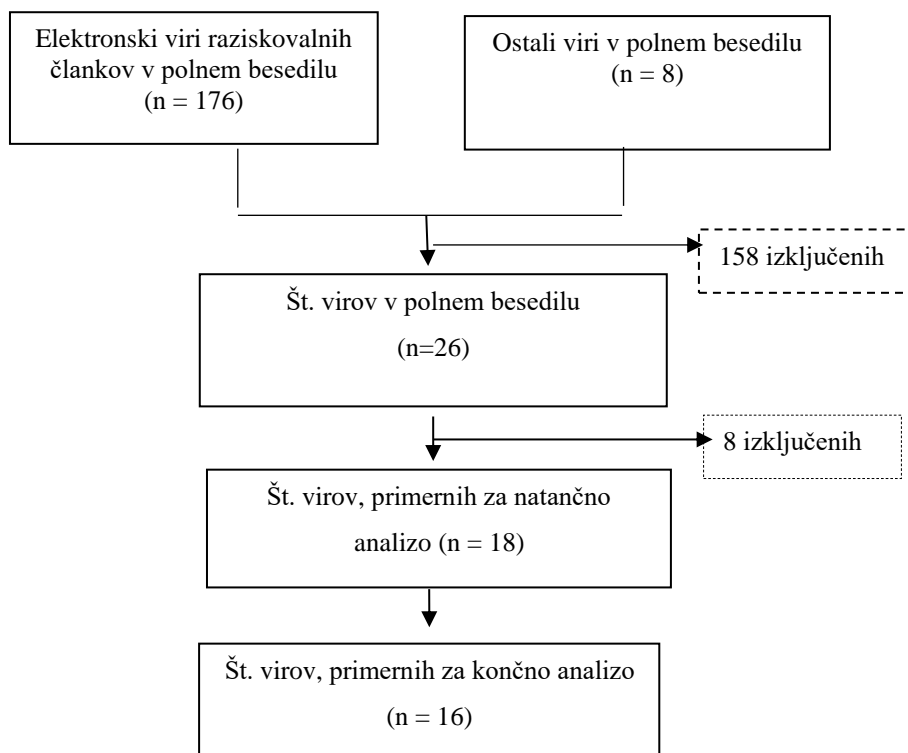 Elektronski viri raziskovalnih
člankov v polnem besedilu
(n = 176)
Ostali viri v polnem besedilu
(n = 8)
158 izključenih
Št. virov v polnem besedilu
(n=26)
8 izključenih
Št. virov, primernih za natančno
analizo (n = 18)
Št. virov, primernih za končno analizo
(n = 16)